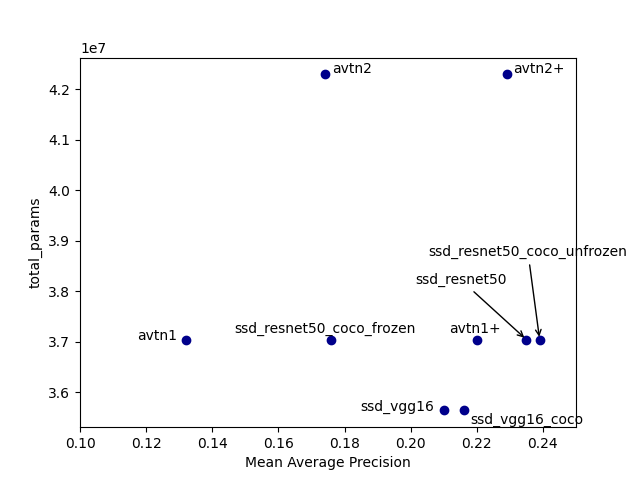 1e7
avtn2
avtn2+
4.2
4.1
4.0
3.9
3.8
3.7
3.6
total_params
ssd_resnet50_coco_unfrozen
ssd_resnet50
avtn1
ssd_resnet50_coco_frozen
avtn1+
ssd_vgg16
ssd_vgg16_coco
0.10
0.12
0.14
0.16
0.18
0.20
0.22
0.24
Mean Average Precision